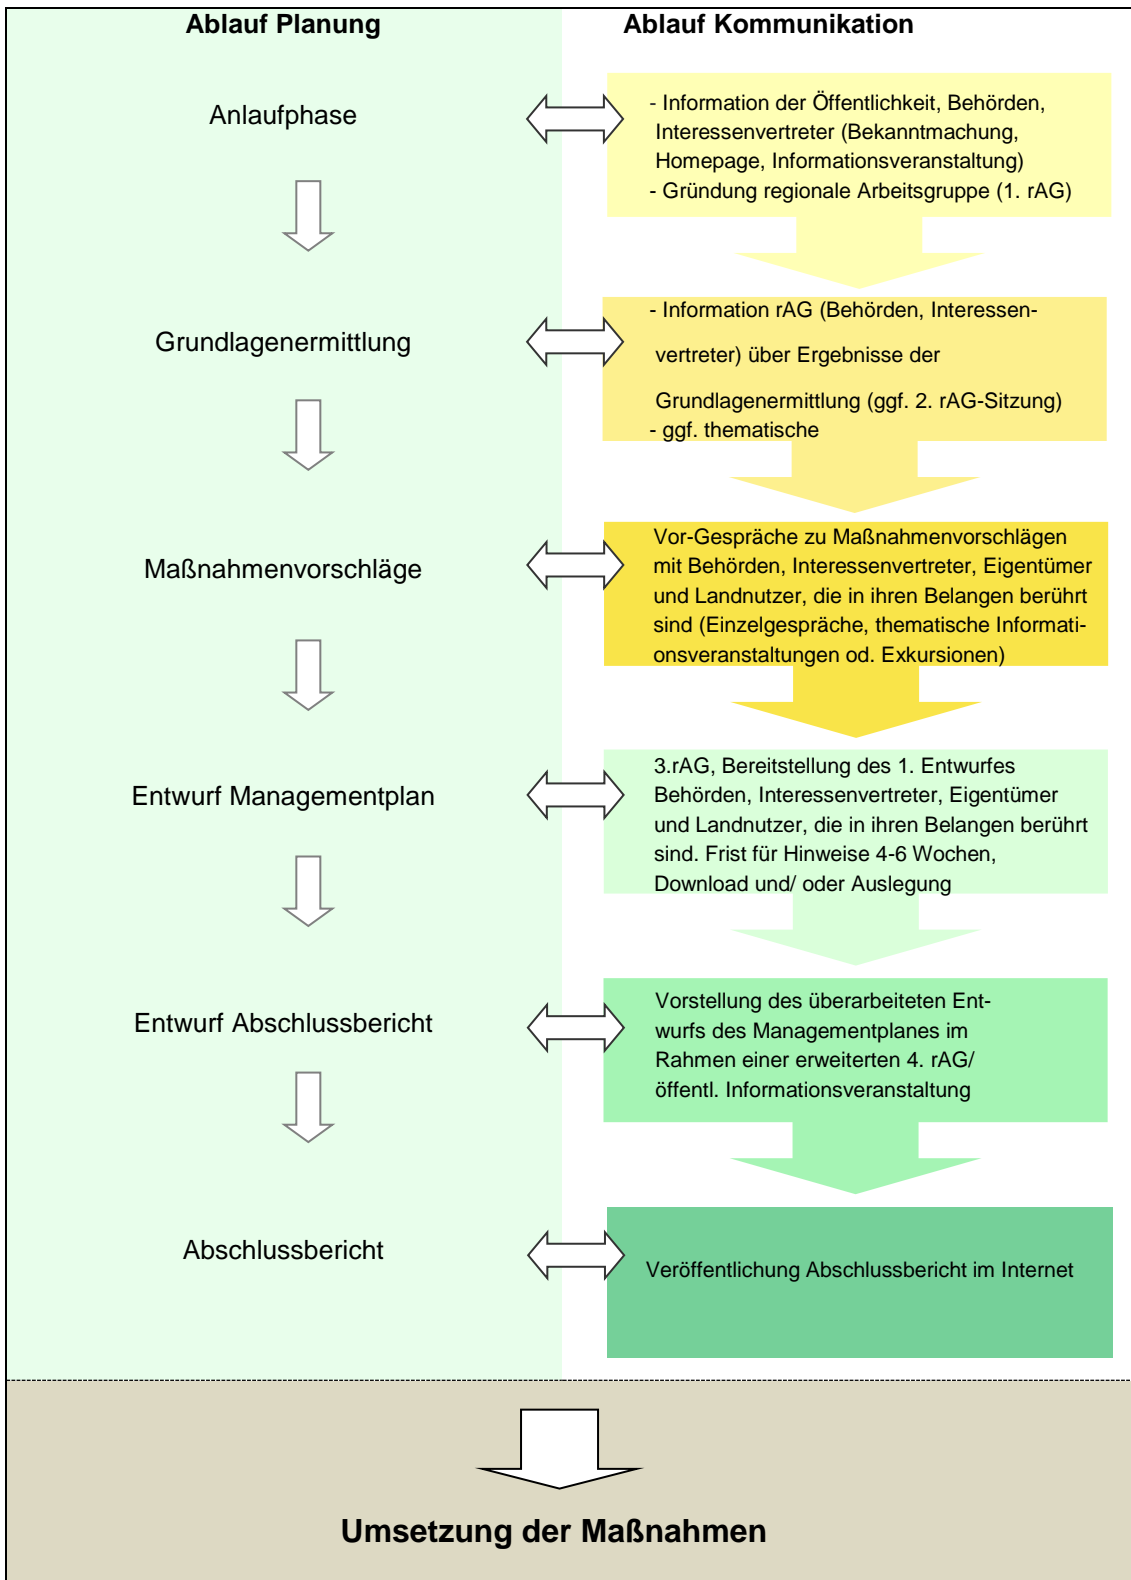 Ablauf Planung
Ablauf Kommunikation
Anlaufphase
- Information der Öffentlichkeit, Behörden,
Interessenvertreter (Bekanntmachung,
Homepage, Informationsveranstaltung)
- Gründung regionale Arbeitsgruppe (1. rAG)
Grundlagenermittlung
- Information rAG (Behörden, Interessen-
vertreter) über Ergebnisse der
Grundlagenermittlung (ggf. 2. rAG-Sitzung)
- ggf. thematische
Maßnahmenvorschläge
Vor-Gespräche zu Maßnahmenvorschlägen
mit Behörden, Interessenvertreter, Eigentümer
und Landnutzer, die in ihren Belangen berührt
sind (Einzelgespräche, thematische Informati-
onsveranstaltungen od. Exkursionen)
Entwurf Managementplan
3.rAG, Bereitstellung des 1. Entwurfes
Behörden, Interessenvertreter, Eigentümer
und Landnutzer, die in ihren Belangen berührt
sind. Frist für Hinweise 4-6 Wochen,
Download und/ oder Auslegung
Entwurf Abschlussbericht
Vorstellung des überarbeiteten Ent-
wurfs des Managementplanes im
Rahmen einer erweiterten 4. rAG/
öffentl. Informationsveranstaltung
Abschlussbericht
Veröffentlichung Abschlussbericht im Internet
Umsetzung der Maßnahmen